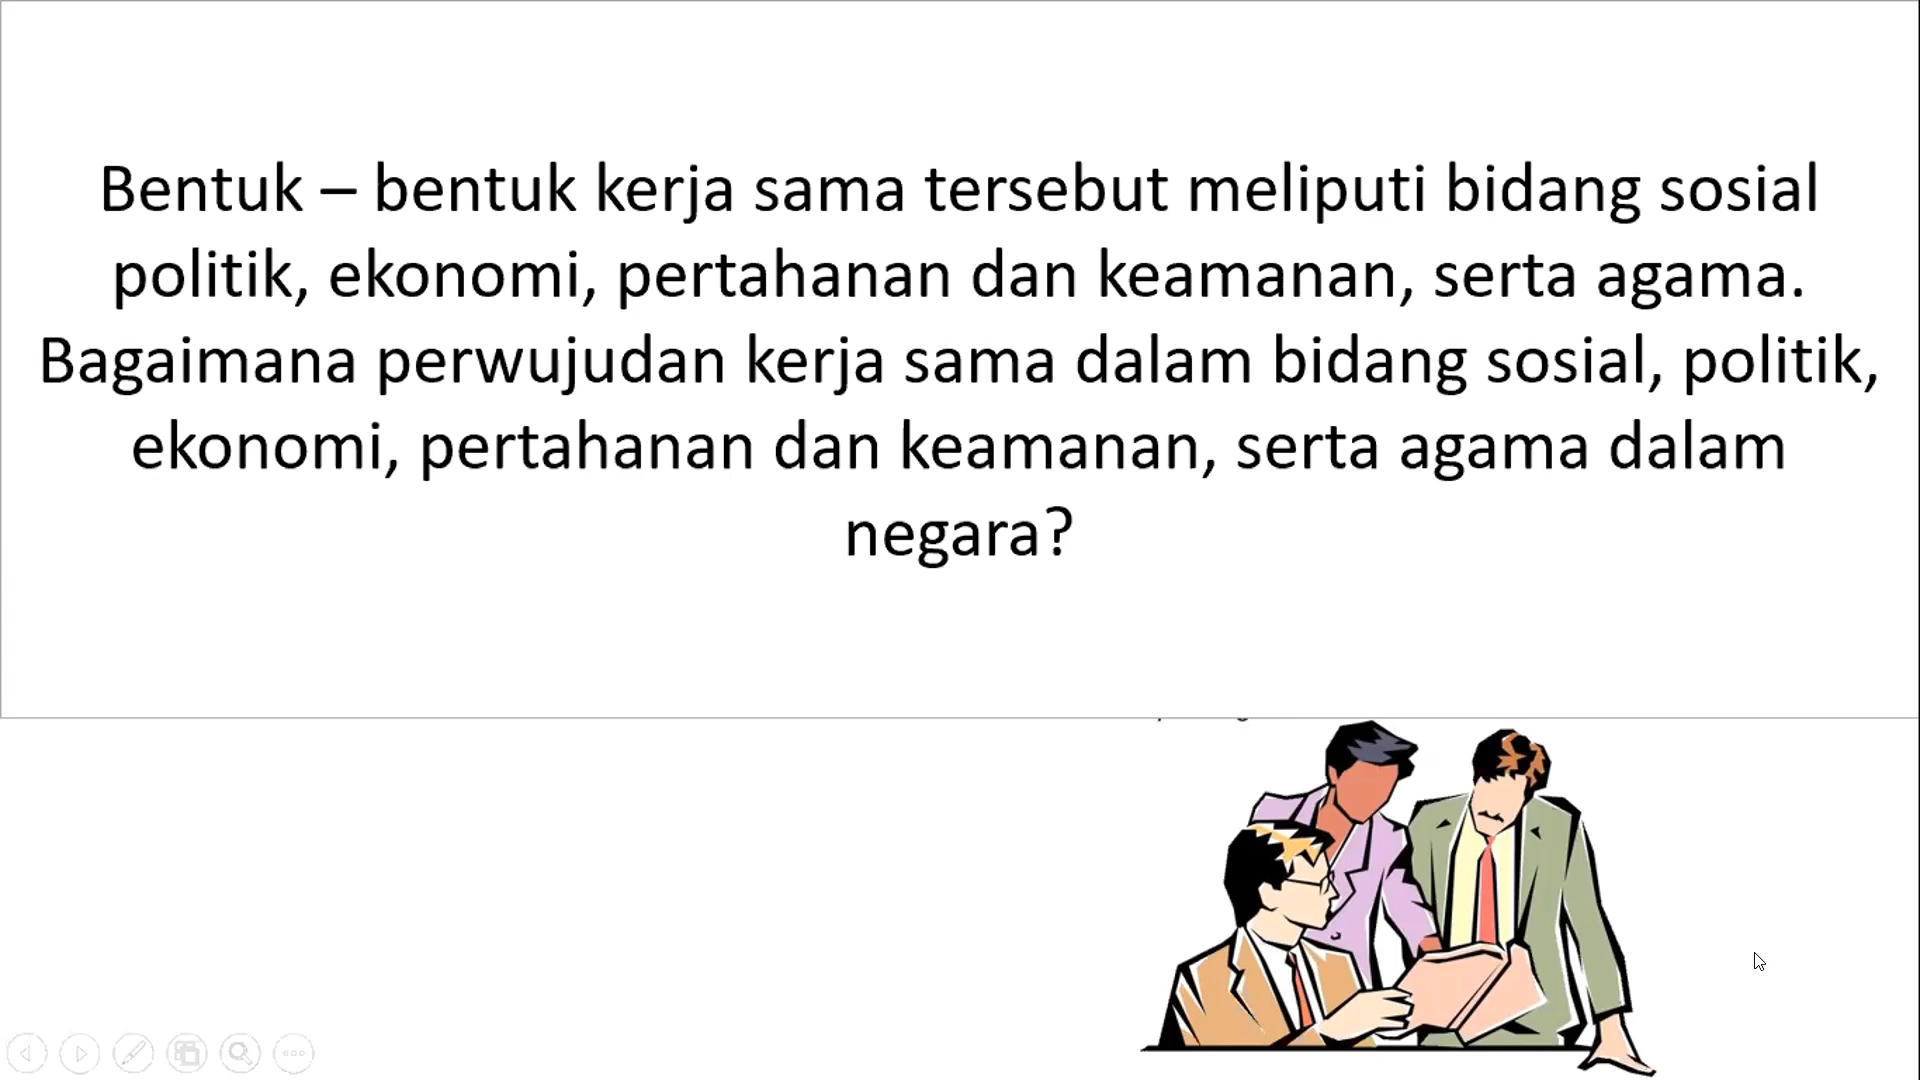 Bentuk – bentuk kerja sama tersebut meliputi bidang sosial
politik, ekonomi, pertahanan dan keamanan, serta agama.
Bagaimana perwujudan kerja sama dalam bidang sosial, politik,
ekonomi, pertahanan dan keamanan, serta agama dalam
negara?